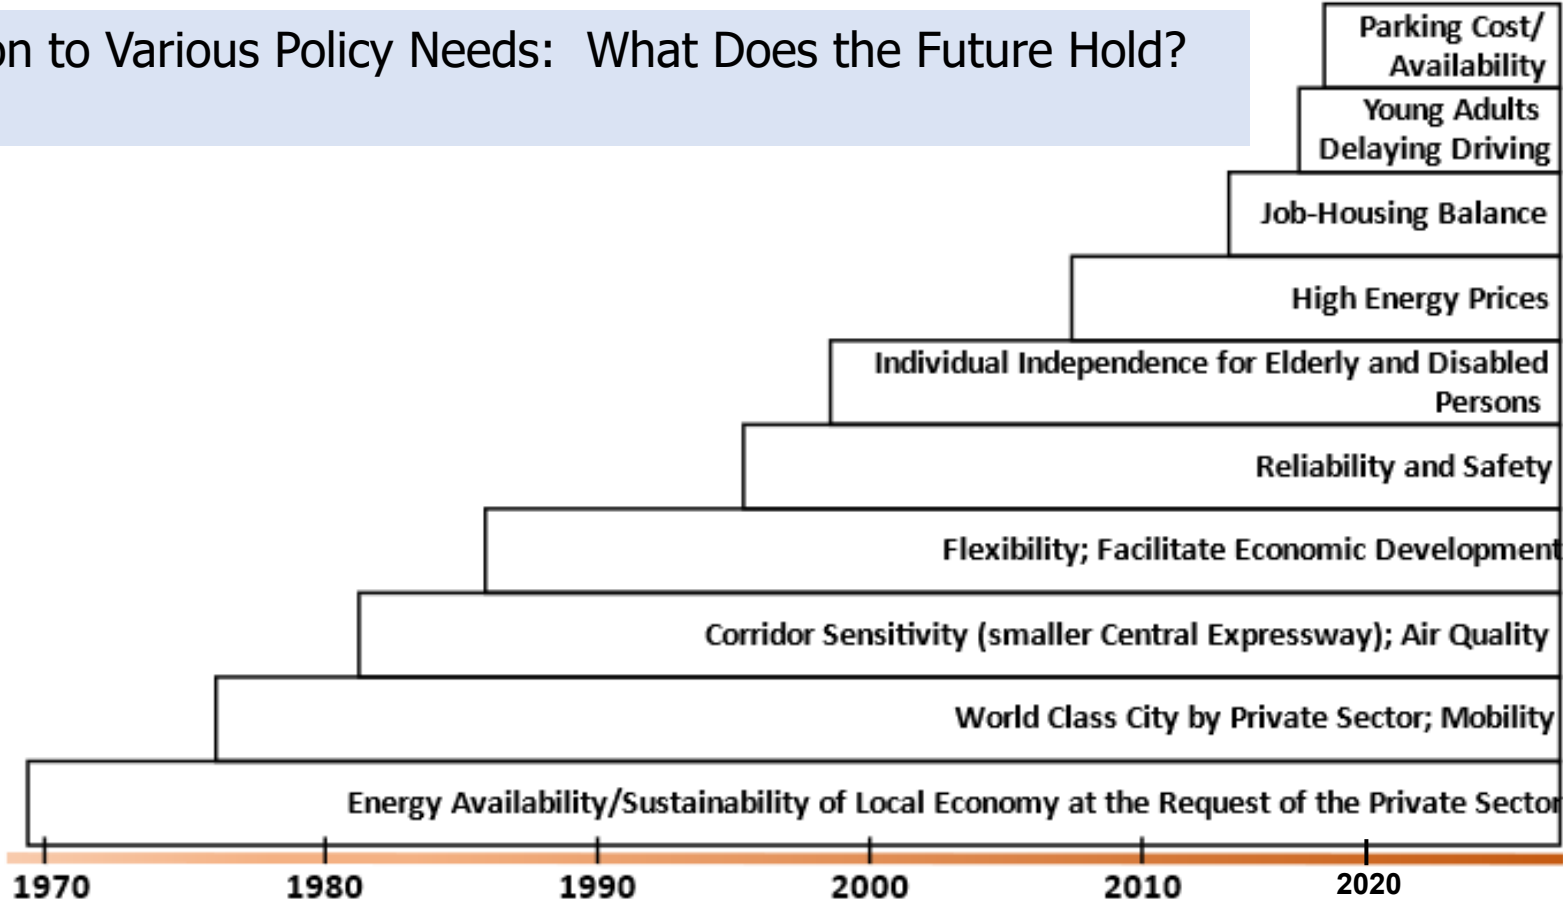 on to Various Policy Needs:  What Does the Future Hold?
Parking Cost/
Availability
Young Adults
Delaying Driving
Job-Housing Balance
High Energy Prices
Individual Independence for Elderly and Disabled
Persons
Reliability and Safety
Flexibility; Facilitate Economic Development
Corridor Sensitivity (smaller Central Expressway); Air Quality
World Class City by Private Sector; Mobility
Energy Availability/Sustainability of Local Economy at the Request of the Private Sector
1970 1980 1990 2000 2010 2020